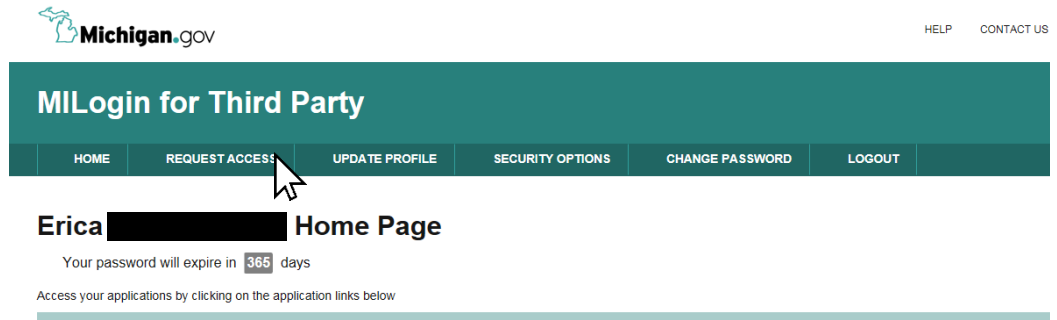 Michigan.gov
HELP CONTACT US
MILogin for Third Party
HOME REQUEST ACCESS UPDATE PROFILE SECURITY OPTIONS CHANGE PASSWORD LOGOUT
Erica Home Page
Your password will expire in 365 days
Access your applications by clicking on the application links below